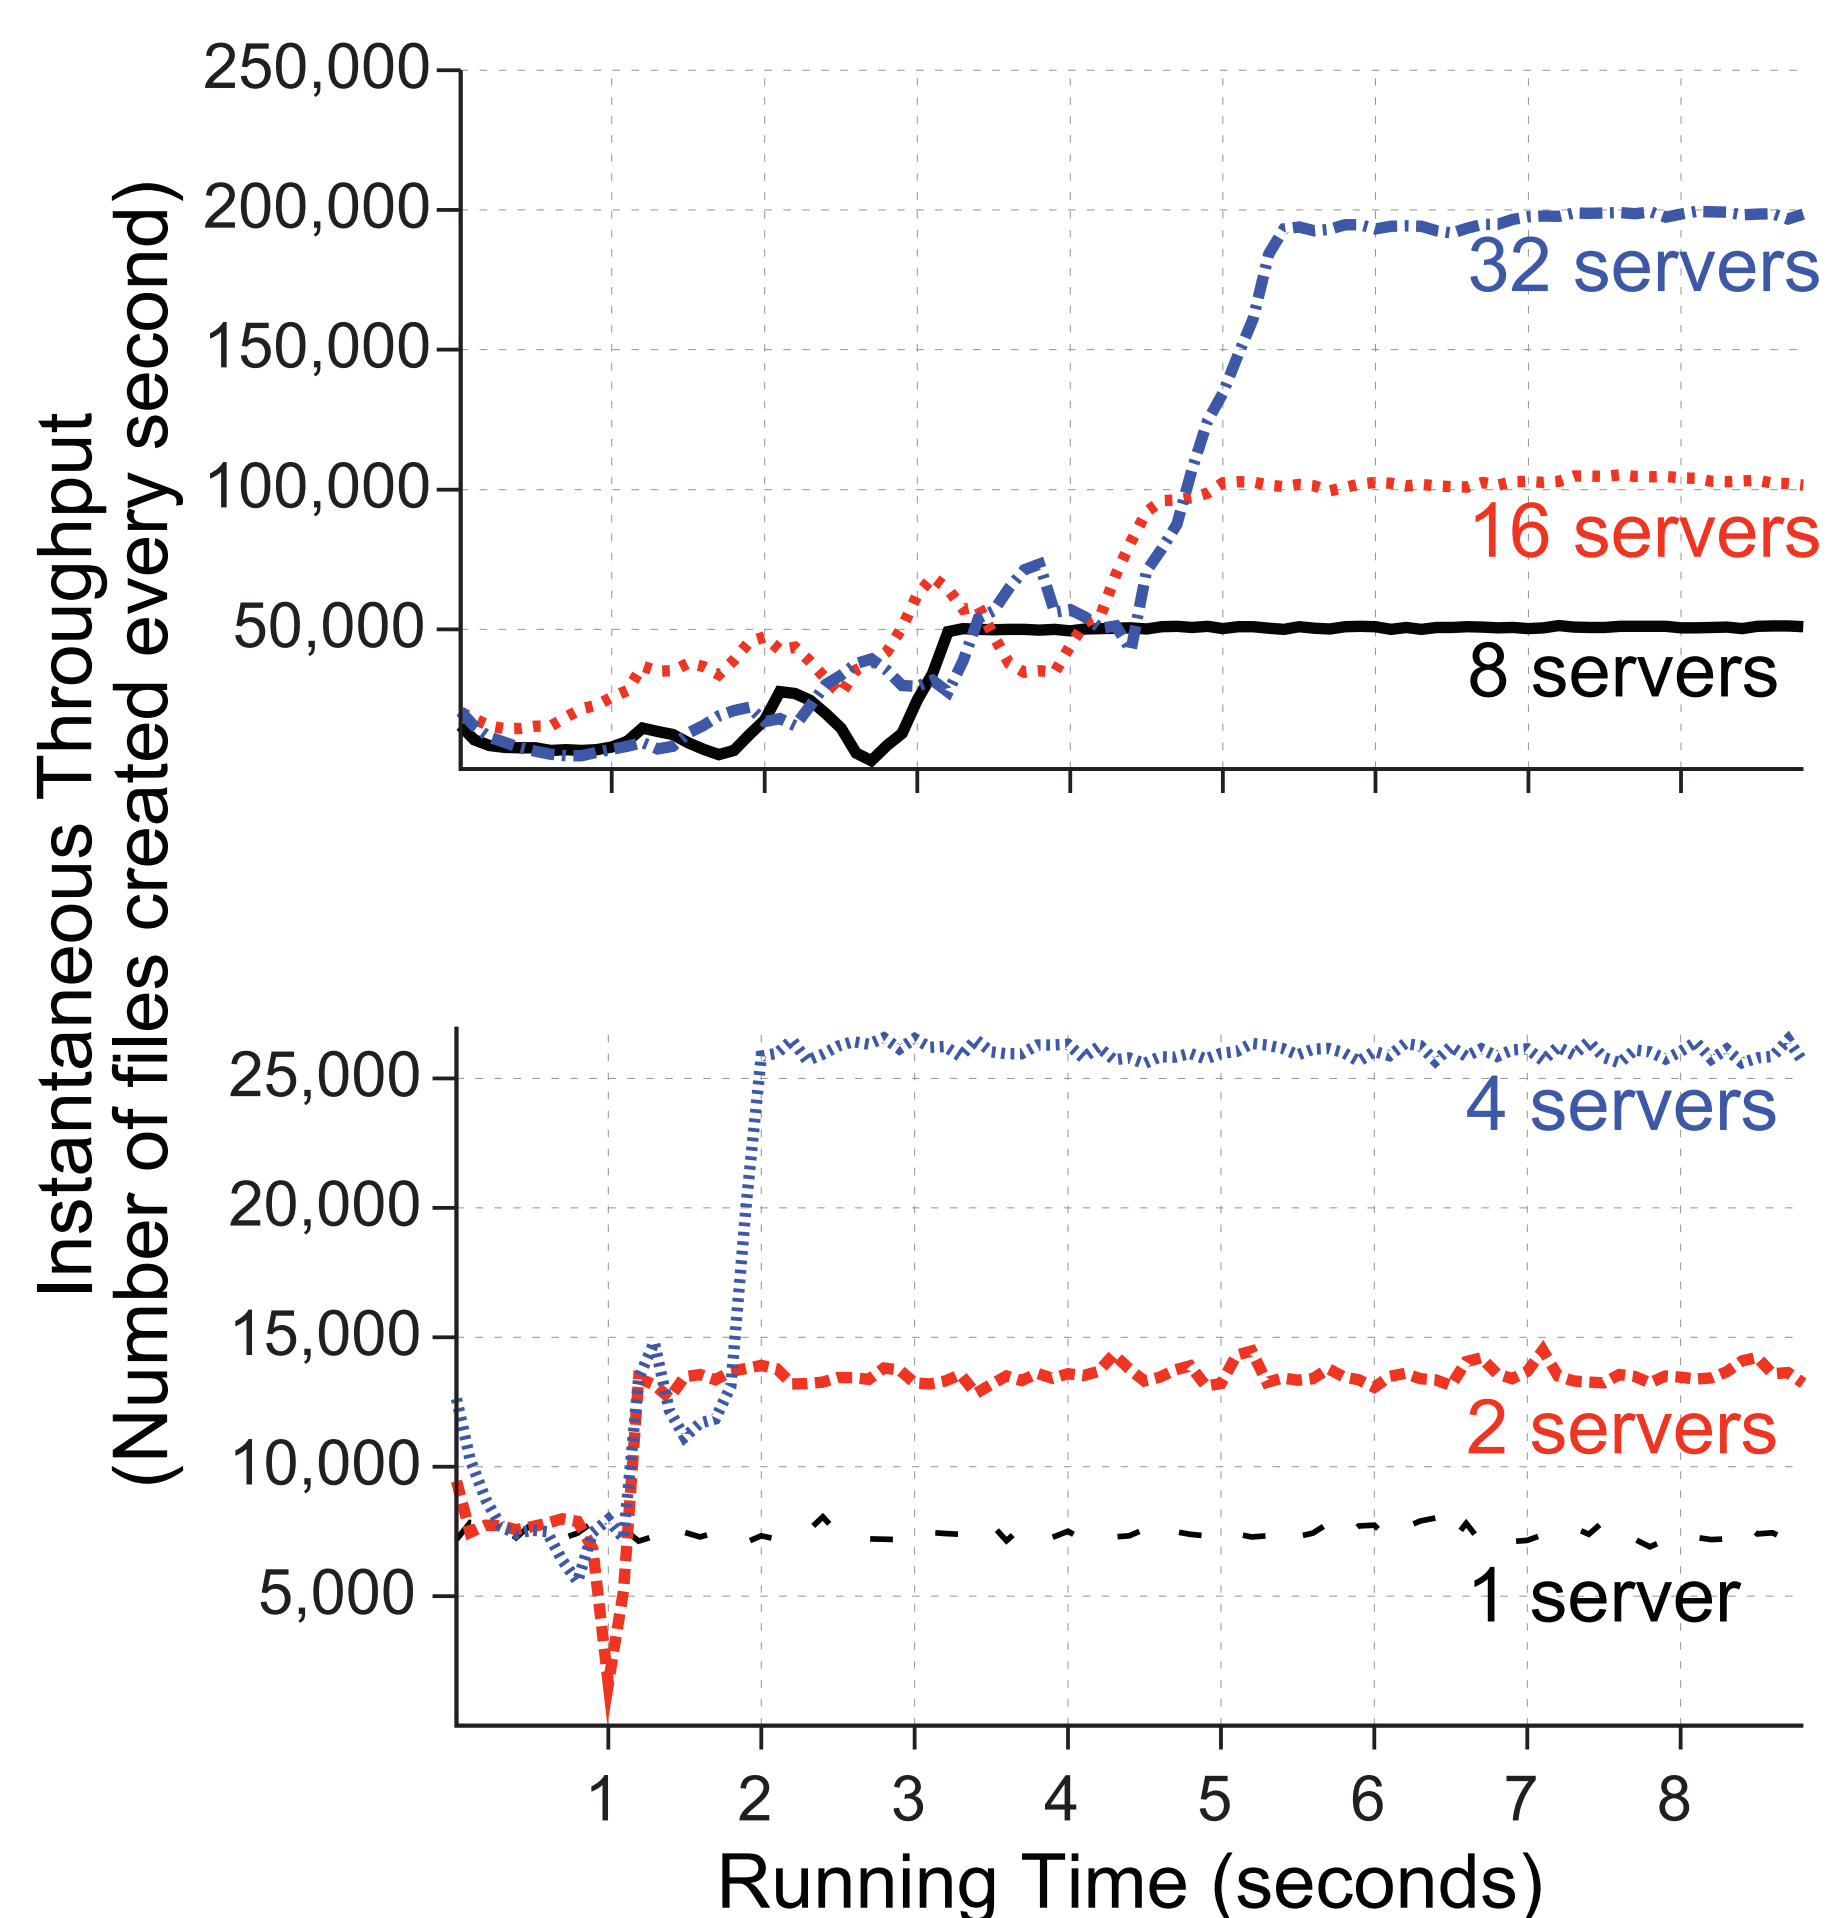 Instantaneous Throughput
(Number of files created every second)
250,000
200,000
150,000
100,000
50,000
32 servers
16 servers
8 servers
25,000
20,000
15,000
10,000
5,000
4 servers
2 servers
1 server
1 2 3 4 5 6 7 8
Running Time (seconds)